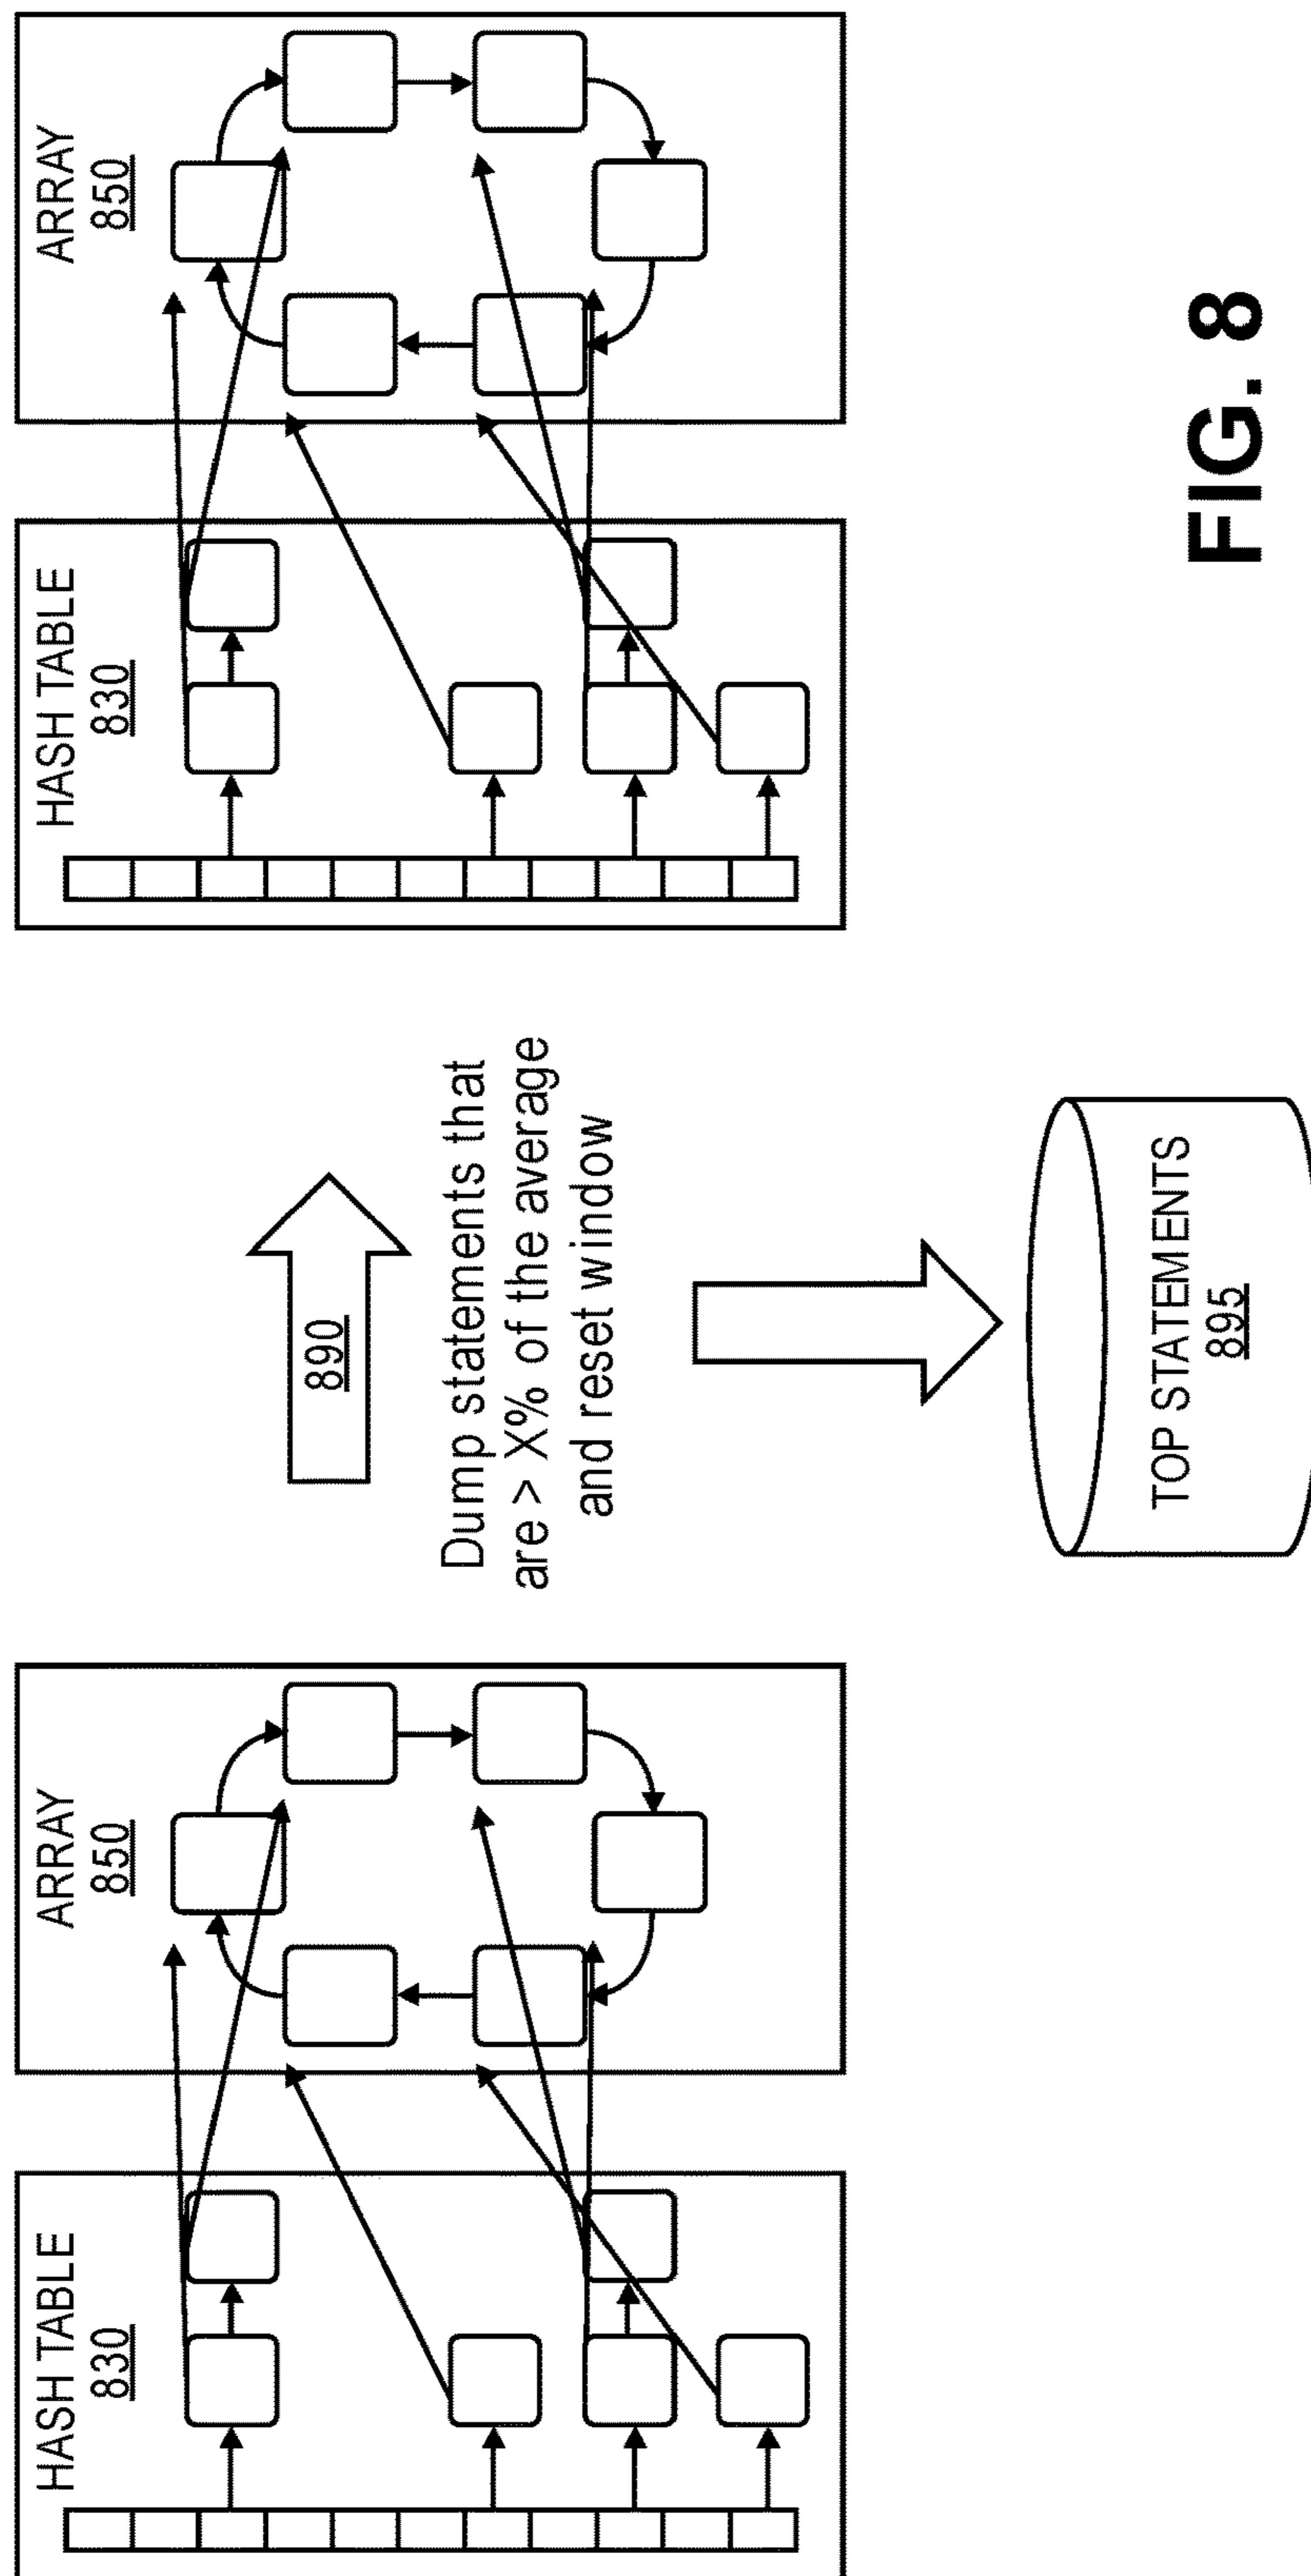 HASH TABLE
830
ARRAY
850
890
Dump statements that
are > X% of the average
and reset window
TOP STATEMENTS
895
HASH TABLE
830
ARRAY
850
FIG. 8